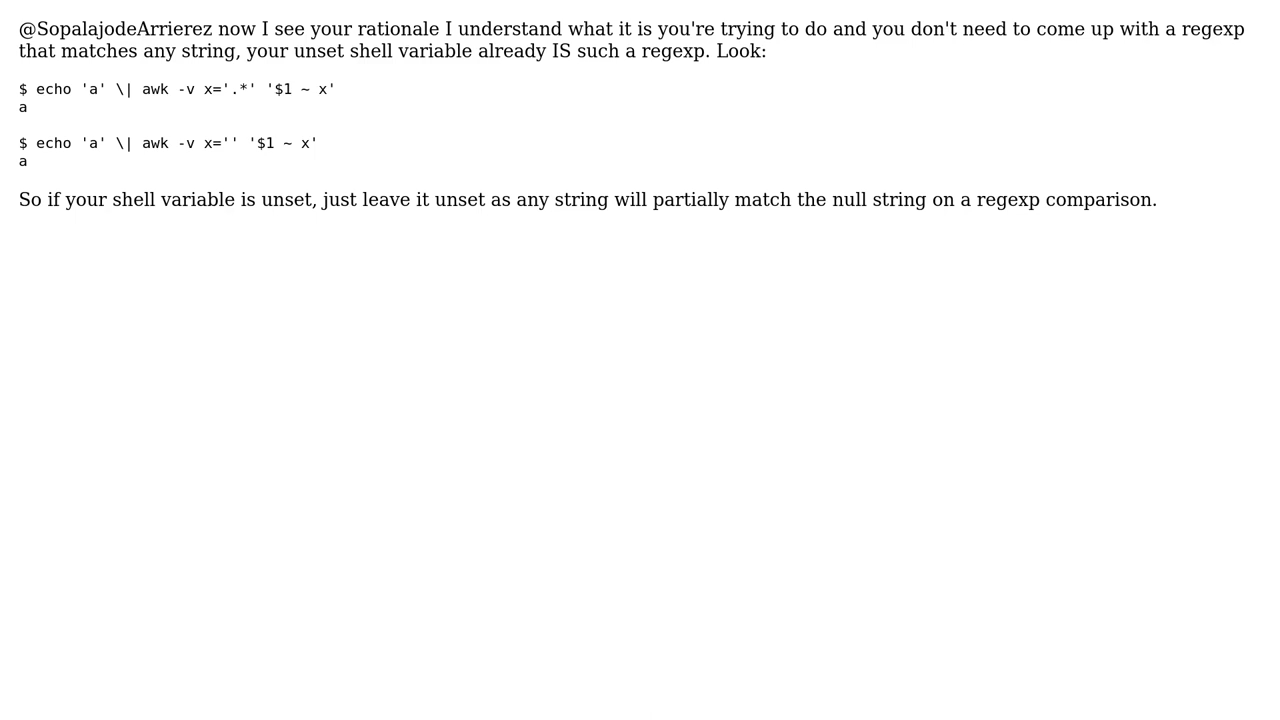 @SopalajodeArrierez now I see your rationale I understand what it is you're trying to do and you don't need to come up with a regexp
that matches any string, your unset shell variable already IS such a regexp. Look:
$ echo 'a' \| awk -v x='.*' '$1 ~ x'
a
$ echo 'a' \| awk -v x='' '$1 ~ x'
a
So if your shell variable is unset, just leave it unset as any string will partially match the null string on a regexp comparison.